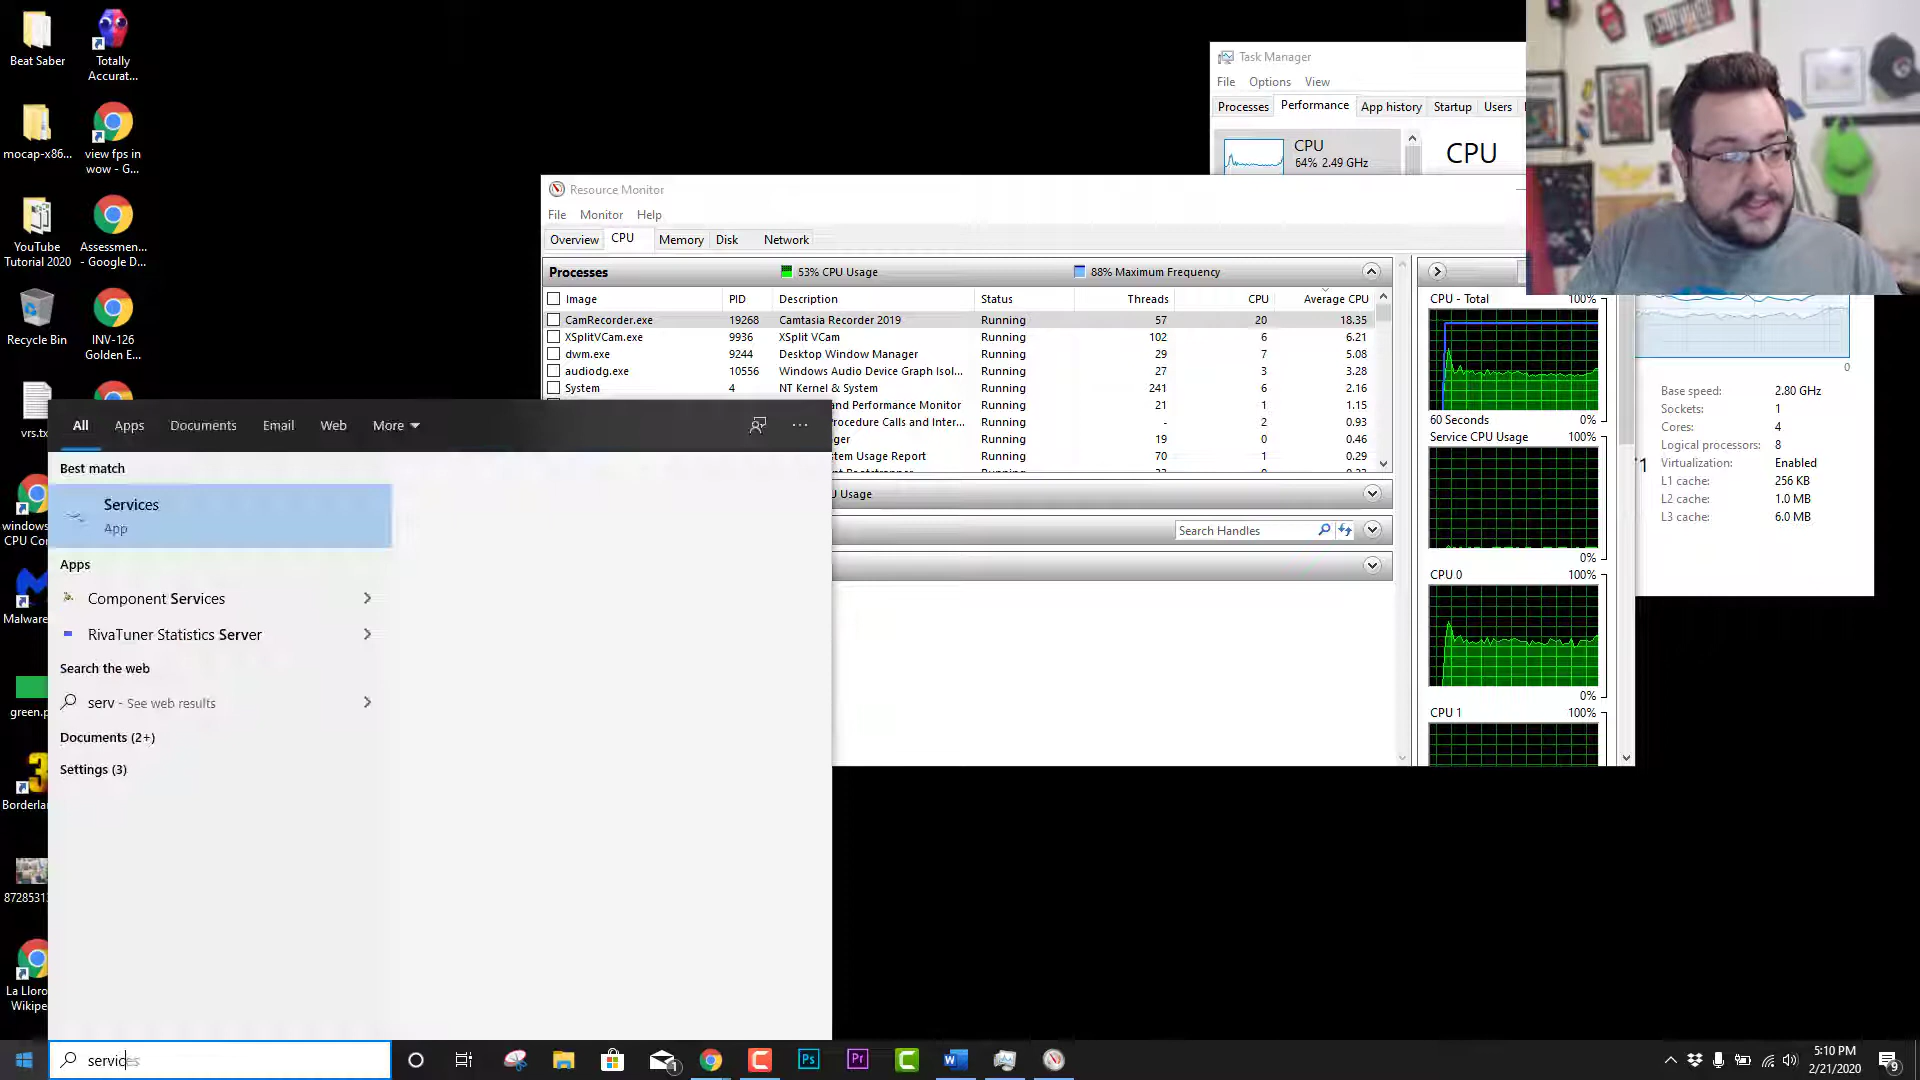 Beat Saber
Totally
Accurat...
mocap-x86...
view fps in
wow - G...
YouTube
Tutorial 2020
Assessmen...
- Google D...
Recycle Bin
INV-126
Golden E...
vrs.tx
windows
CPU Cor
Malware
green.p
Borderlan
87285313
La Lloro
Wikipe
Task Manager
File Options View
Processes Performance App history Startup Users
CPU
64% 2.49 GHz
CPU
0
Base speed: 2.80 GHz
Sockets: 1
Cores: 4
Logical processors: 8
Virtualization: Enabled
L1 cache: 256 KB
L2 cache: 1.0 MB
L3 cache: 6.0 MB
Resource Monitor
File Monitor Help
Overview CPU Memory Disk Network
Processes 53% CPU Usage 88% Maximum Frequency
Image PID Description Status Threads CPU Average CPU
CamRecorder.exe 19268 Camtasia Recorder 2019 Running 57 20 18.35
XSplitVCam.exe 9936 XSplit VCam Running 102 6 6.21
dwm.exe 9244 Desktop Window Manager Running 29 7 5.08
audiodg.exe 10556 Windows Audio Device Graph Isol... Running 27 3 3.28
System 4 NT Kernel & System Running 241 6 2.16
and Performance Monitor Running 21 1 1.15
Procedure Calls and Inter... Running - 2 0.93
ger Running 19 0 0.46
stem Usage Report Running 70 1 0.29
Usage
Search Handles
CPU - Total 100%
60 Seconds 0%
Service CPU Usage 100%
0%
CPU 0 100%
0%
CPU 1 100%
All Apps Documents Email Web More
Best match
Services
App
Apps
Component Services
RivaTuner Statistics Server
Search the web
serv - See web results
Documents (2+)
Settings (3)
services
1
Ps
Pr
5:10 PM
2/21/2020
9